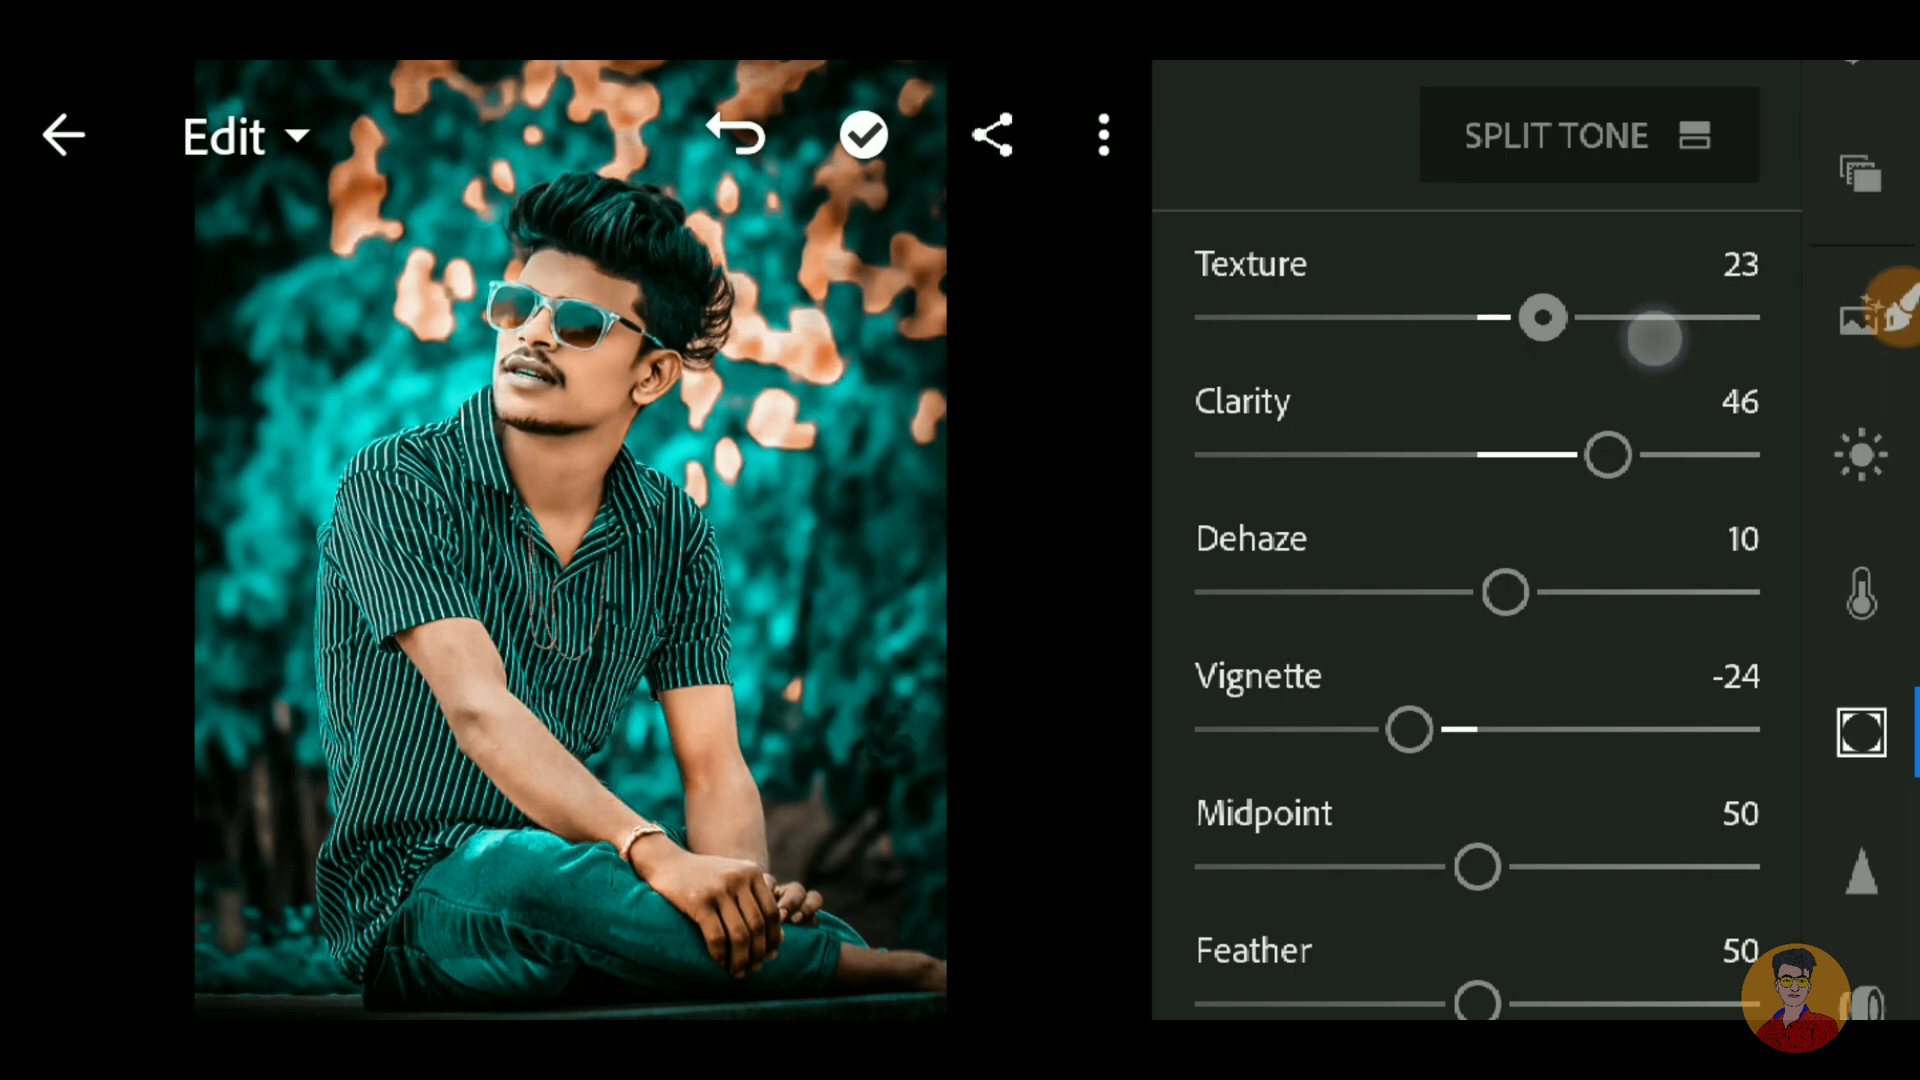 Edit
SPLIT TONE
Texture 23
Clarity 46
Dehaze 10
Vignette -24
Midpoint 50
Feather 50